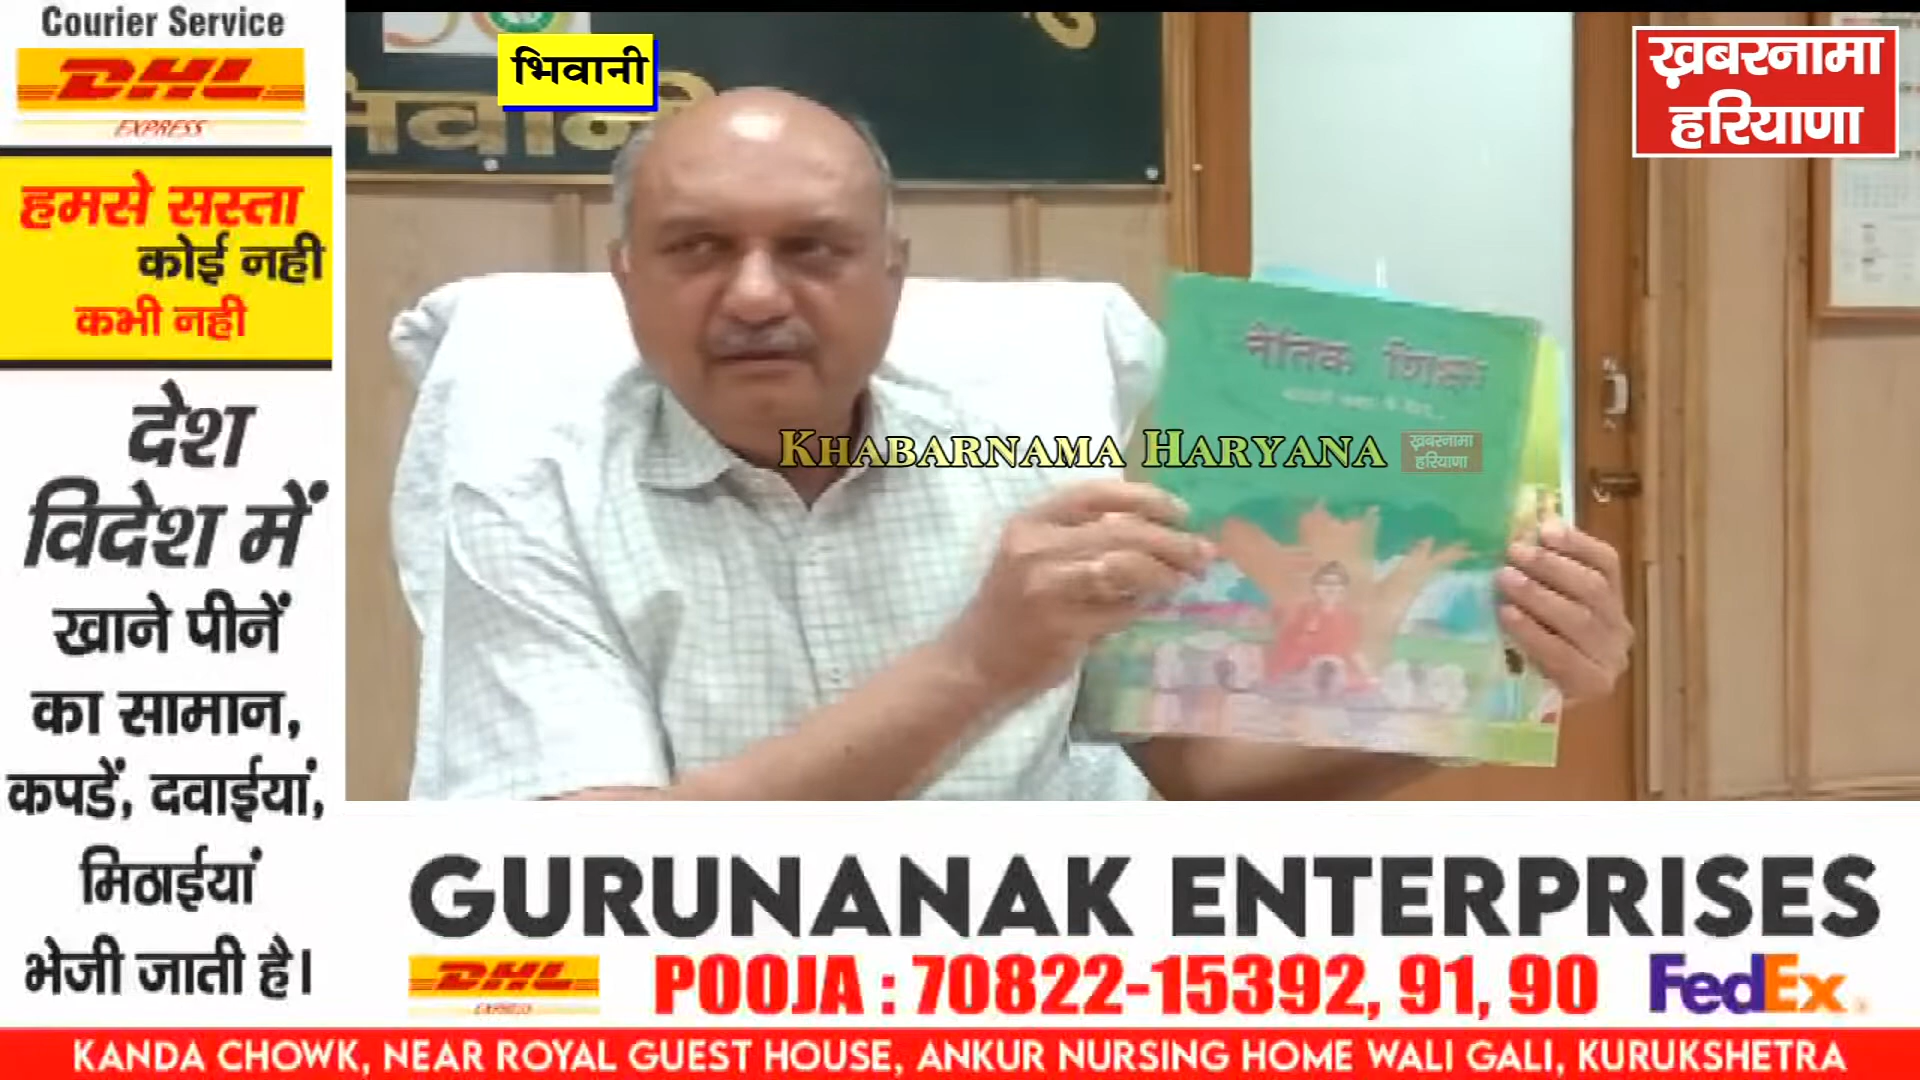 Courier Service
DHL
EXPRESS
हमसे सस्ता
कोई नही
कभी नही
देश
विदेश में
खाने पीनें
का सामान,
कपडें, दवाईयां,
मिठाईयां
भेजी जाती है।
भिवानी
ख़बरनामा
हरियाणा
नैतिक शिक्षा
KHABARNAMA HARYANA
ख़बरनामा
हरियाणा
GURUNANAK ENTERPRISES
DHL
EXPRESS
POOJA : 70822-15392, 91, 90
FedEx
KANDA CHOWK, NEAR ROYAL GUEST HOUSE, ANKUR NURSING HOME WALI GALI, KURUKSHETRA